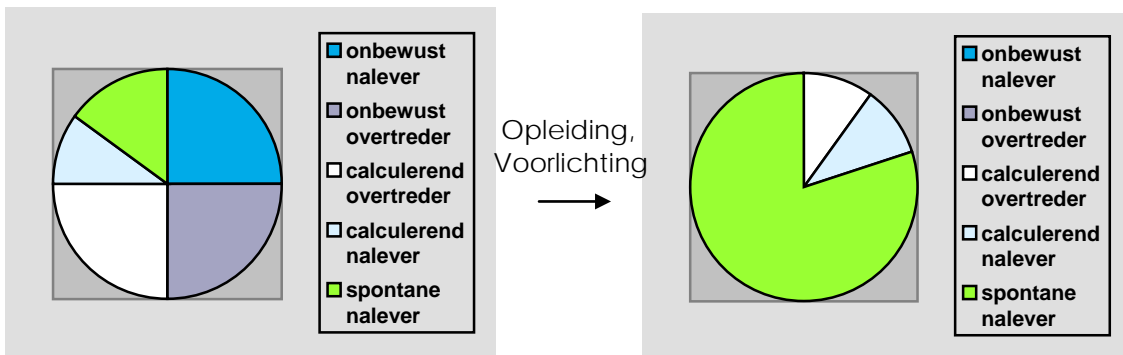 onbewust
nalever
onbewust
overtreder
calculerend
overtreder
calculerend
nalever
spontane
nalever
Opleiding,
Voorlichting
onbewust
nalever
onbewust
overtreder
calculerend
overtreder
calculerend
nalever
spontane
nalever